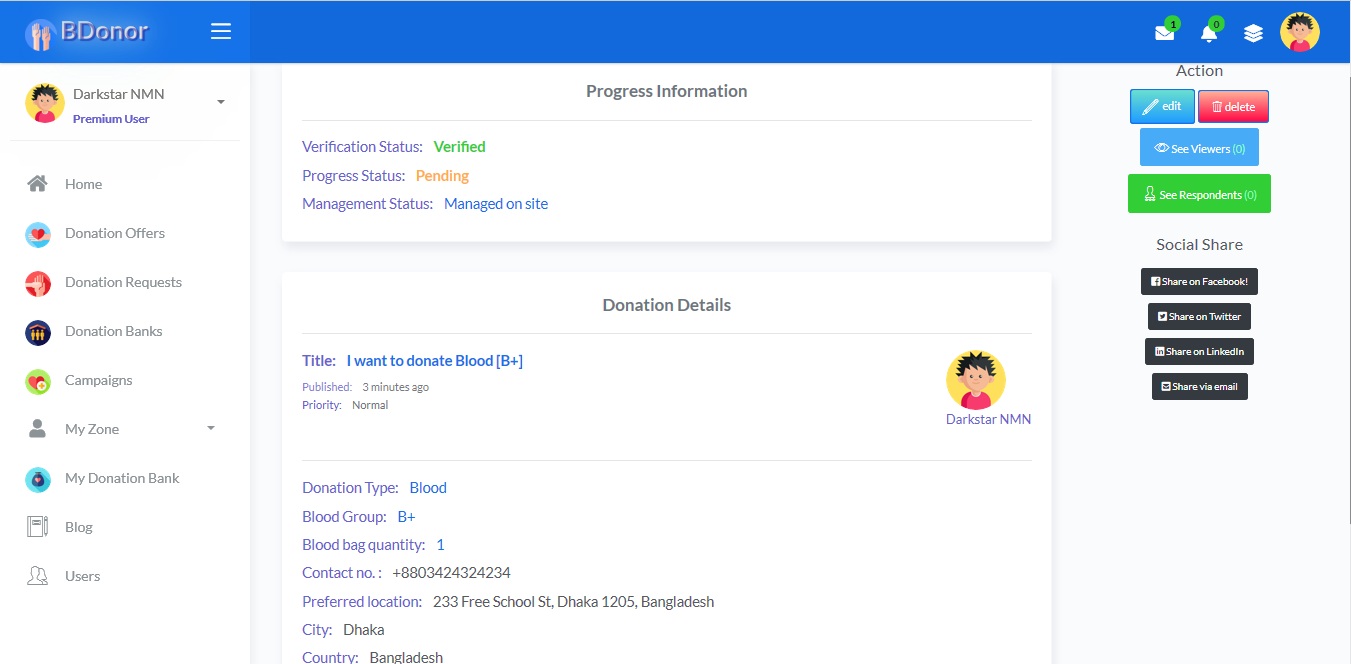 BDonor
1
0
Darkstar NMN
Premium User
Home
Donation Offers
Donation Requests
Donation Banks
Campaigns
My Zone
My Donation Bank
Blog
Users
Progress Information
Verification Status: Verified
Progress Status: Pending
Management Status: Managed on site
Donation Details
Title: I want to donate Blood [B+]
Published: 3 minutes ago
Priority: Normal
Darkstar NMN
Donation Type: Blood
Blood Group: B+
Blood bag quantity: 1
Contact no. : +8803424324234
Preferred location: 233 Free School St, Dhaka 1205, Bangladesh
City: Dhaka
Country: Bangladesh
Action
edit
delete
See Viewers (0)
See Respondents (0)
Social Share
Share on Facebook!
Share on Twitter
Share on LinkedIn
Share via email